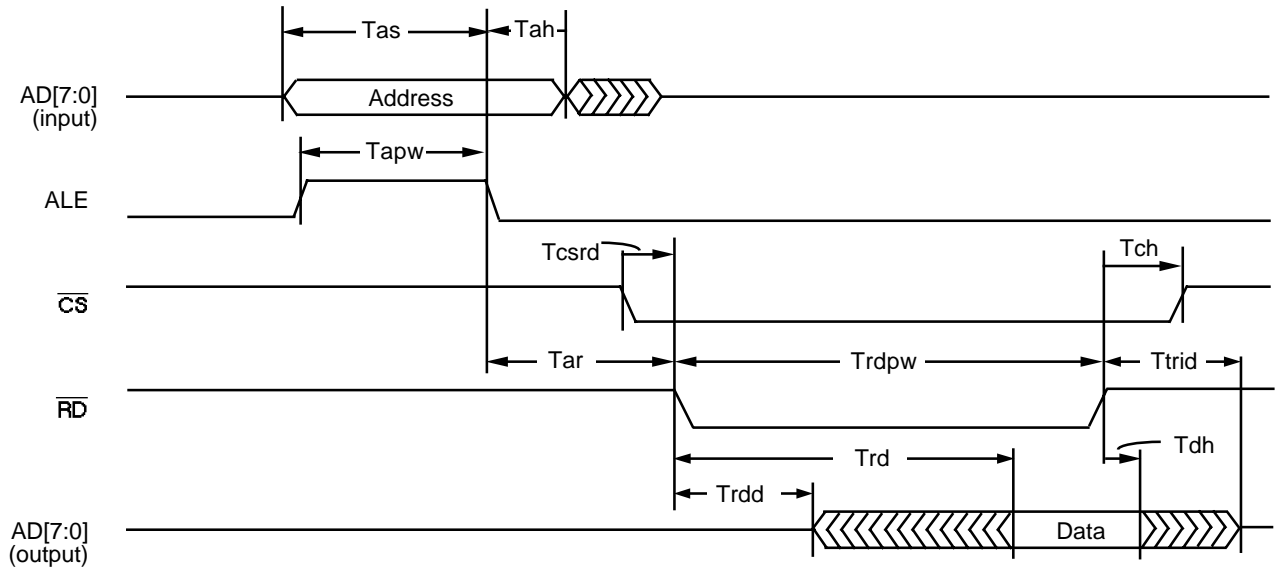 Tas Tah
AD[7:0]
(input)
Address
Tapw
ALE
Tcsrd Tch
CS
Tar Trdpw Ttrid
RD
Trd Tdh
Trdd
AD[7:0]
(output)
Data